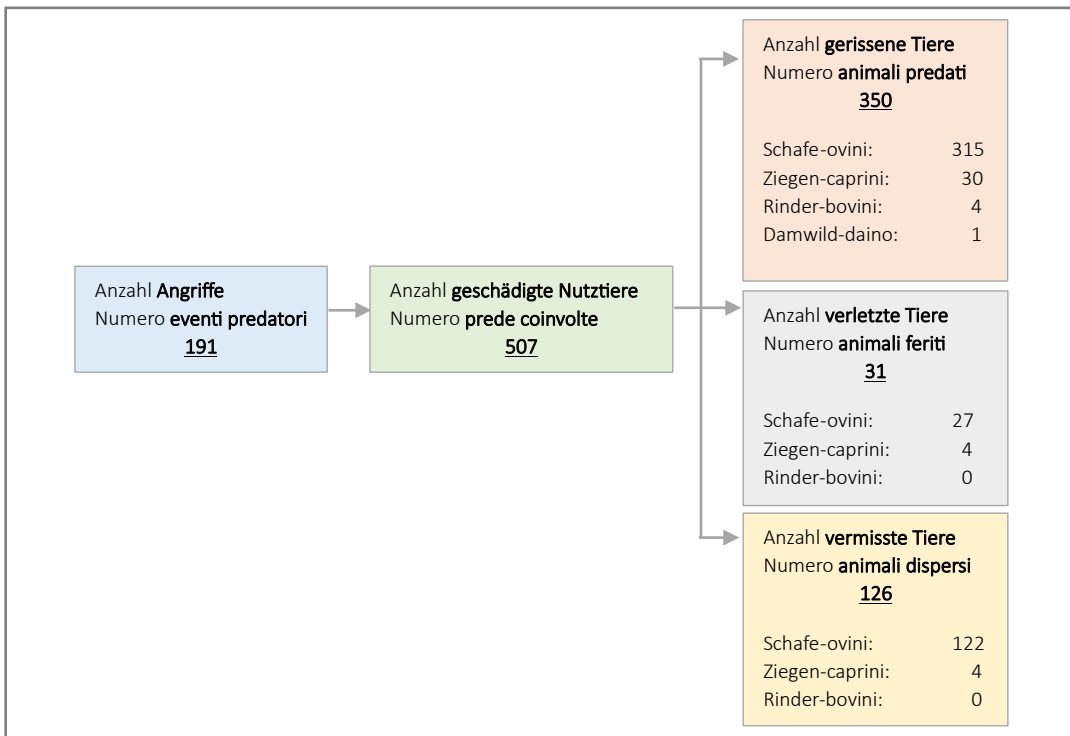 Anzahl Angriffe
Numero eventi predatori
191
Anzahl geschädigte Nutztiere
Numero prede coinvolte
507
Anzahl gerissene Tiere
Numero animali predati
350
Schafe-ovini: 315
Ziegen-caprini: 30
Rinder-bovini: 4
Damwild-daino: 1
Anzahl verletzte Tiere
Numero animali feriti
31
Schafe-ovini: 27
Ziegen-caprini: 4
Rinder-bovini: 0
Anzahl vermisste Tiere
Numero animali dispersi
126
Schafe-ovini: 122
Ziegen-caprini: 4
Rinder-bovini: 0